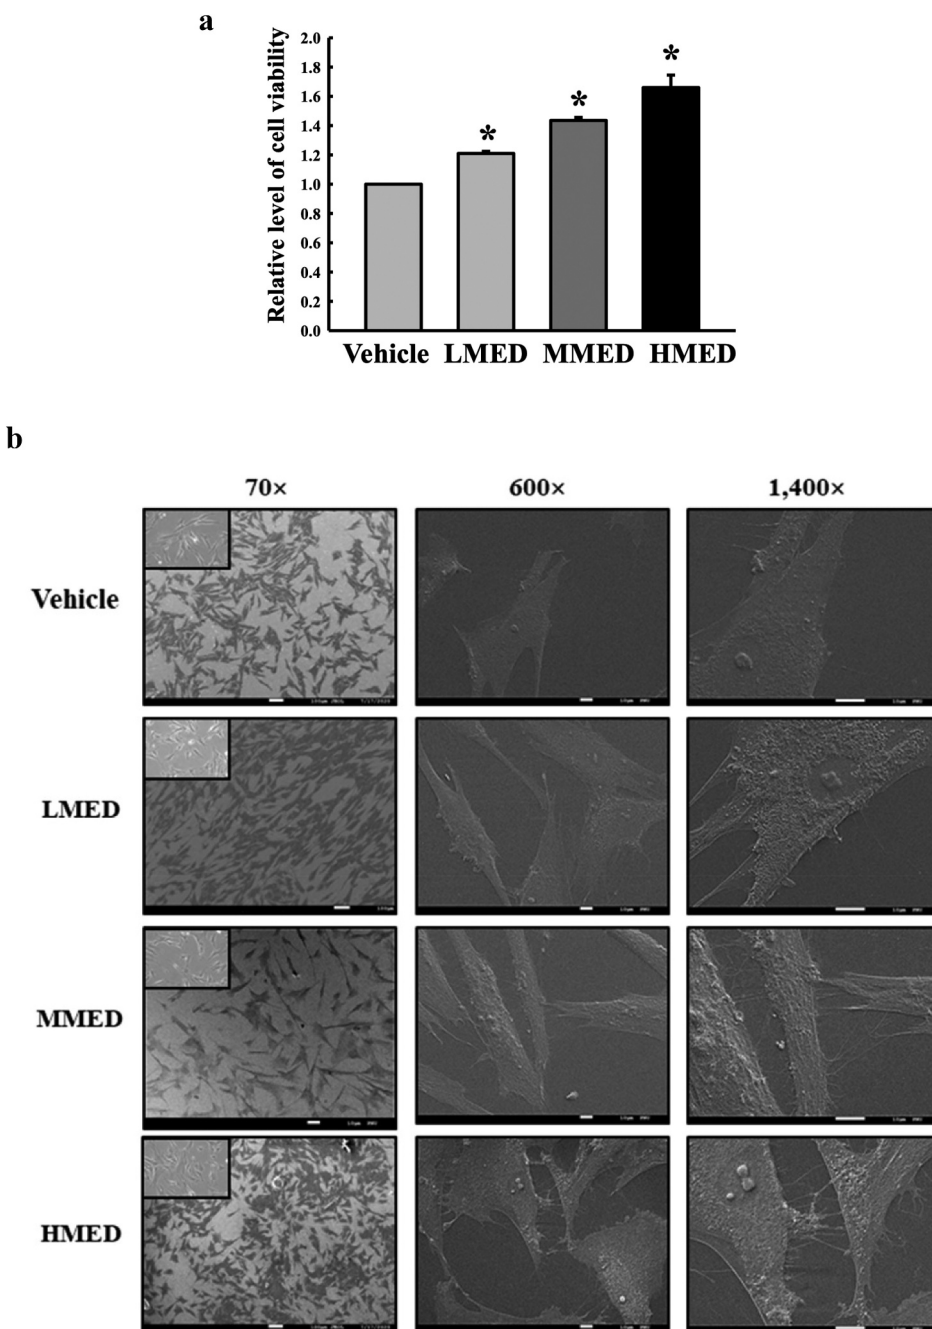 a
Relative level of cell viability
2.0
1.8
1.6
1.4
1.2
1.0
0.8
0.6
0.4
0.2
0.0
*
*
*
Vehicle LMED MMED HMED
b
70× 600× 1,400×
Vehicle
LMED
MMED
HMED